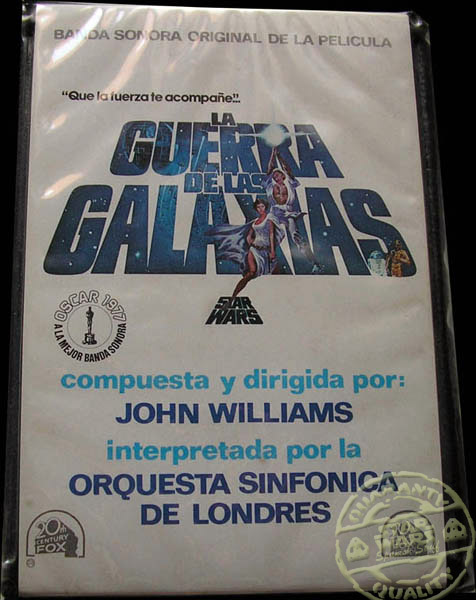 BANDA SONORA ORIGINAL DE LA PELICULA
"Que la fuerza te acompañe"...
LA
GUERRA
DE LAS
GALAXIAS
STAR
WARS
OSCAR 1977
A LA MEJOR BANDA SONORA
compuesta y dirigida por:
JOHN WILLIAMS
interpretada por la
ORQUESTA SINFONICA
DE LONDRES
20th
CENTURY
FOX
QUALITY